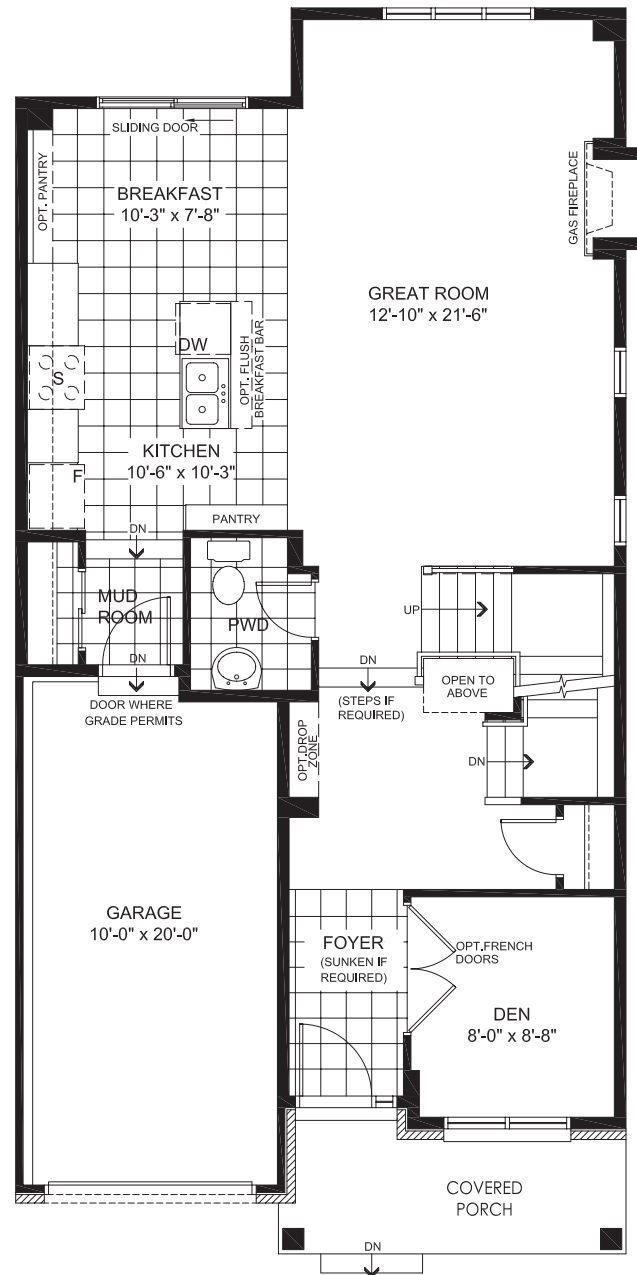 SLIDING DOOR
OPT. PANTRY
BREAKFAST
10'-3" x 7'-8"
GAS FIREPLACE
GREAT ROOM
12'-10" x 21'-6"
DW
OPT. FLUSH
BREAKFAST BAR
S
KITCHEN
10'-6" x 10'-3"
F
PANTRY
DN
MUD
ROOM
PWD
UP
DN
DN
(STEPS IF
REQUIRED)
OPEN TO
ABOVE
DOOR WHERE
GRADE PERMITS
OPT.DROP
ZONE
DN
GARAGE
10'-0" x 20'-0"
FOYER
(SUNKEN IF
REQUIRED)
OPT.FRENCH
DOORS
DEN
8'-0" x 8'-8"
COVERED
PORCH
DN